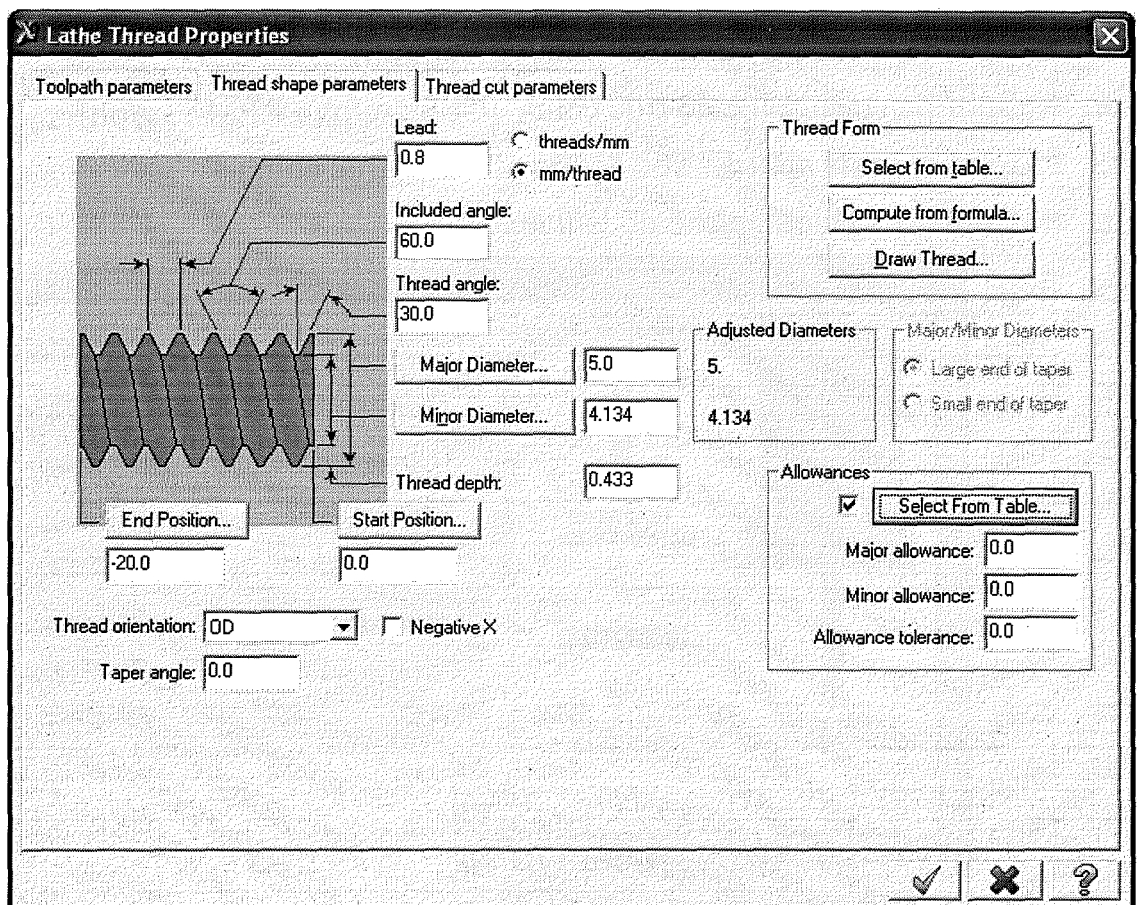 Lathe Thread Properties
Toolpath parameters
Thread shape parameters
Thread cut parameters
Lead:
0.8
threads/mm
mm/thread
Included angle:
60.0
Thread angle:
30.0
Major Diameter...
5.0
Minor Diameter...
4.134
Thread depth:
0.433
Thread Form
Select from table...
Compute from formula...
Draw Thread...
Adjusted Diameters
5.
4.134
Major/Minor Diameters
Large end of taper
Small end of taper
Allowances
Select From Table...
Major allowance: 0.0
Minor allowance: 0.0
Allowance tolerance: 0.0
End Position...
-20.0
Start Position...
0.0
Thread orientation: OD
Negative X
Taper angle: 0.0